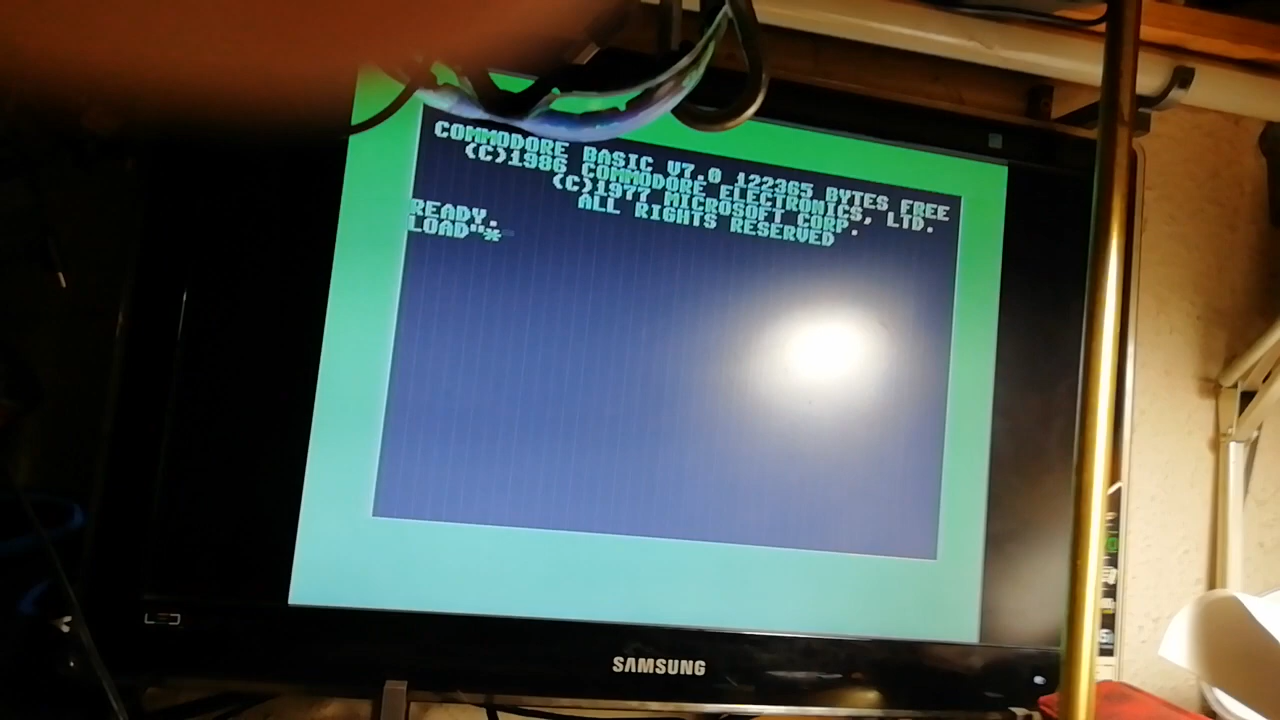 COMMODORE BASIC V7.0 122365 BYTES FREE
(C)1986 COMMODORE ELECTRONICS, LTD.
(C)1977 MICROSOFT CORP.
ALL RIGHTS RESERVED
READY.
LOAD"*
SAMSUNG